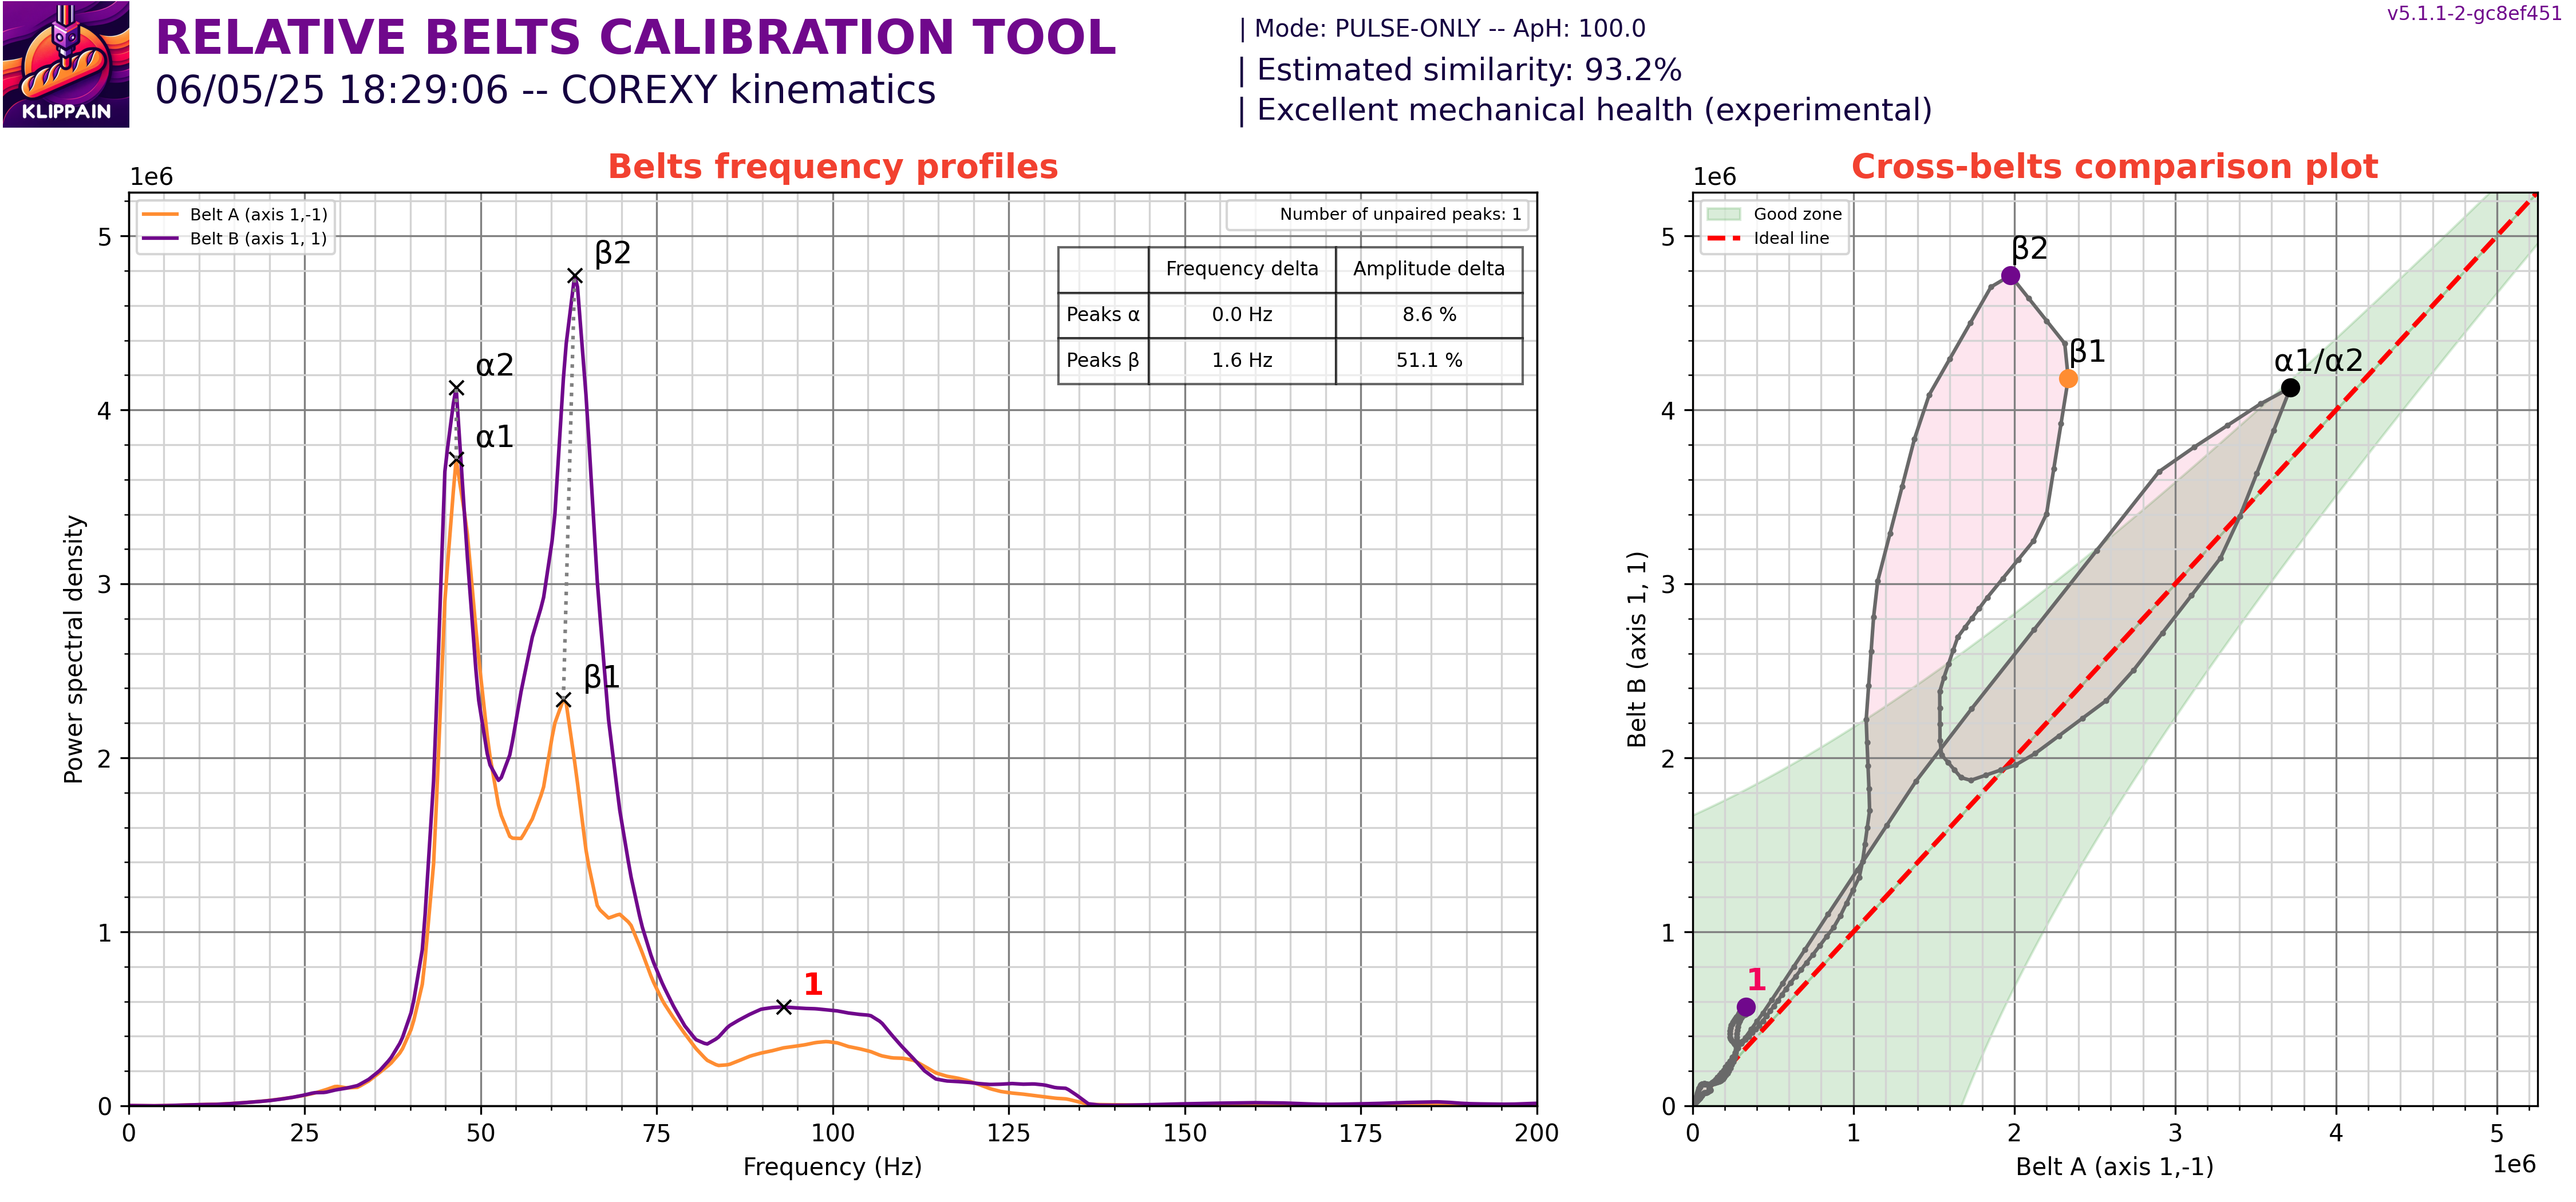 v5.1.1-2-gc8ef451
KLIPPAIN
RELATIVE BELTS CALIBRATION TOOL
06/05/25 18:29:06 -- COREXY kinematics
| Mode: PULSE-ONLY -- ApH: 100.0
| Estimated similarity: 93.2%
| Excellent mechanical health (experimental)
Belts frequency profiles
1e6
Belt A (axis 1,-1)
Belt B (axis 1, 1)
Number of unpaired peaks: 1
Frequency delta Amplitude delta
Peaks α 0.0 Hz 8.6 %
Peaks β 1.6 Hz 51.1 %
β2
α2
α1
β1
1
Power spectral density
5
4
3
2
1
0
0 25 50 75 100 125 150 175 200
Frequency (Hz)
Cross-belts comparison plot
1e6
Good zone
Ideal line
β2
β1
α1/α2
1
Belt B (axis 1, 1)
5
4
3
2
1
0
0 1 2 3 4 5
Belt A (axis 1,-1)
1e6